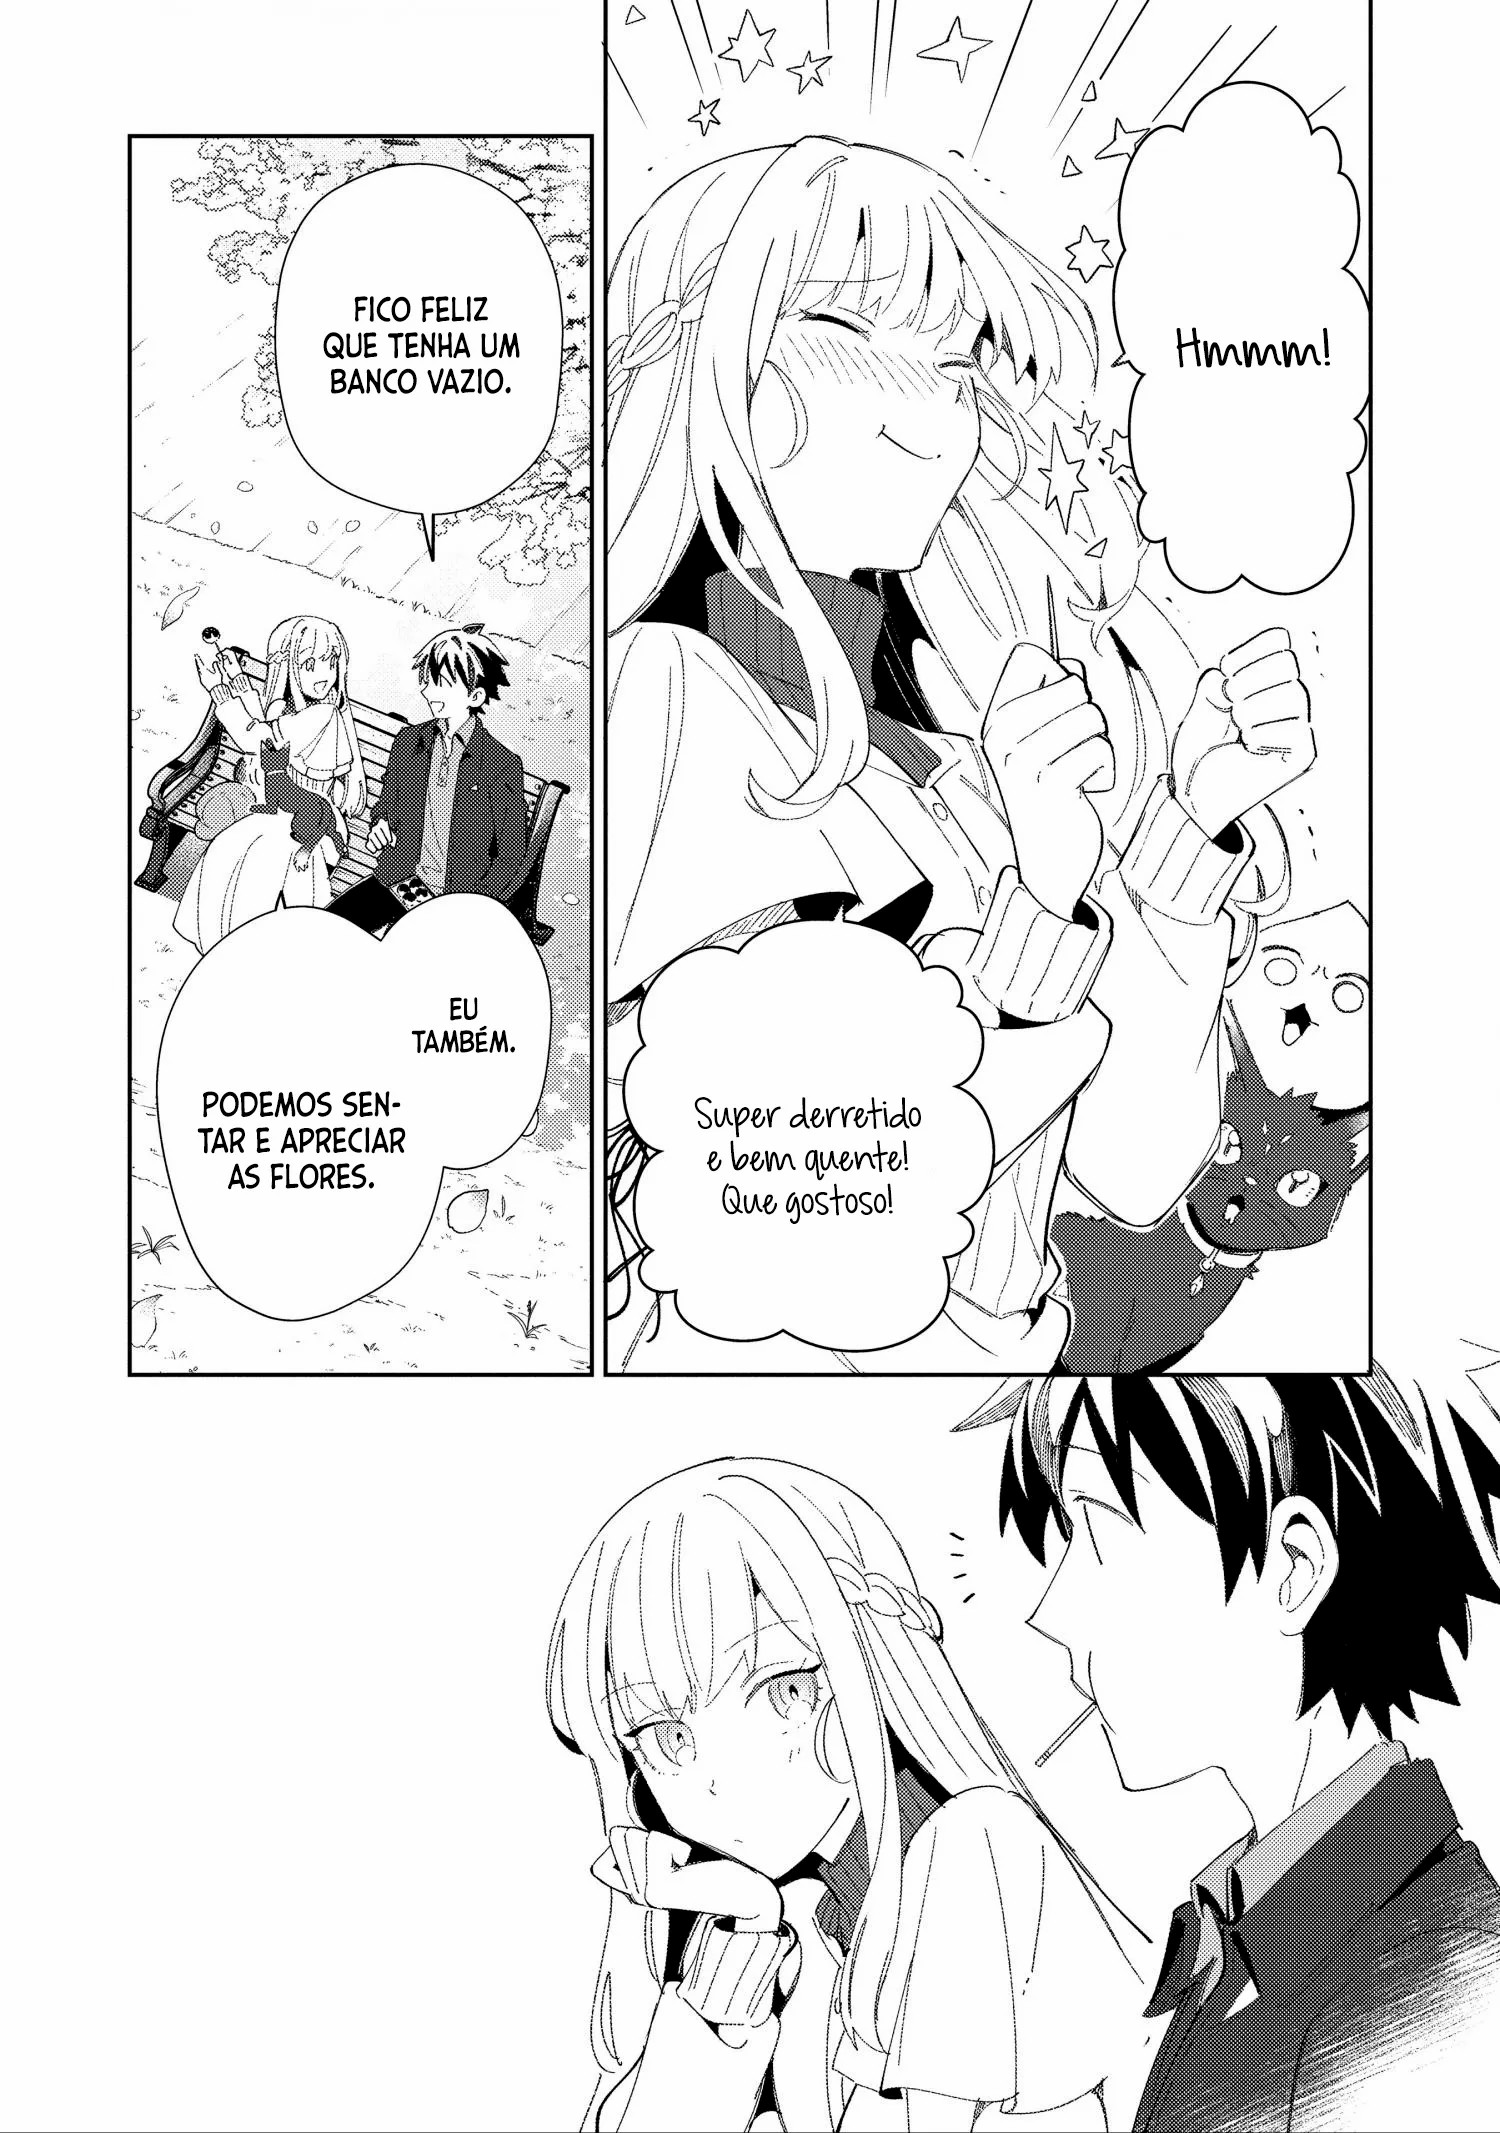 Hmmm!
Super derretido
e bem quente!
Que gostoso!
FICO FELIZ
QUE TENHA UM
BANCO VAZIO.
EU
TAMBÉM.
PODEMOS SEN-
TAR E APRECIAR
AS FLORES.